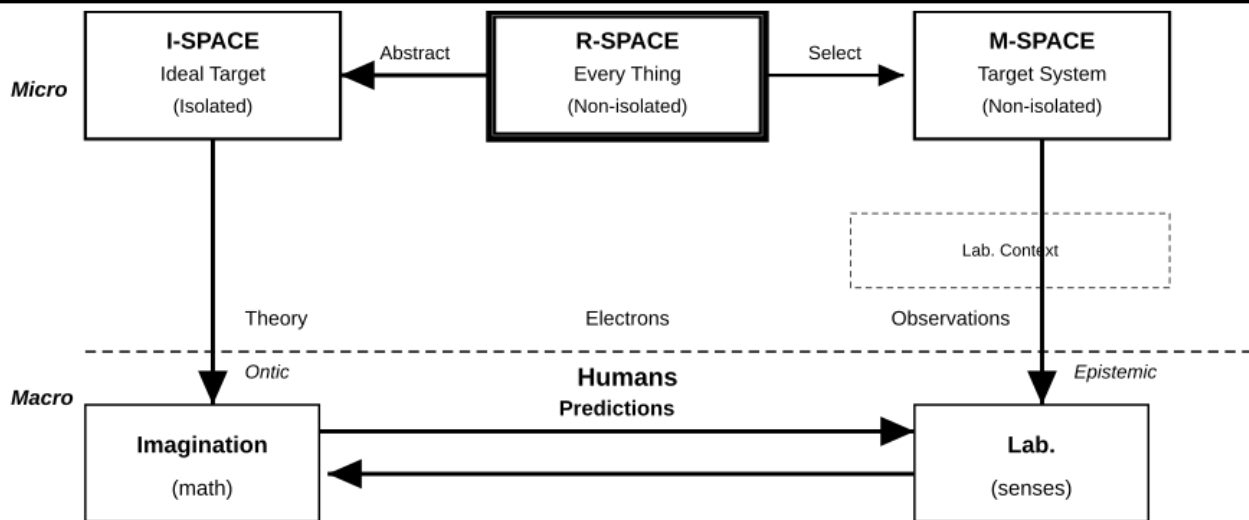 I-SPACE
Ideal Target
(Isolated)
Abstract
R-SPACE
Every Thing
(Non-isolated)
Select
M-SPACE
Target System
(Non-isolated)
Micro
Lab. Context
Theory
Electrons
Observations
Ontic
Humans
Epistemic
Macro
Predictions
Imagination
(math)
Lab.
(senses)